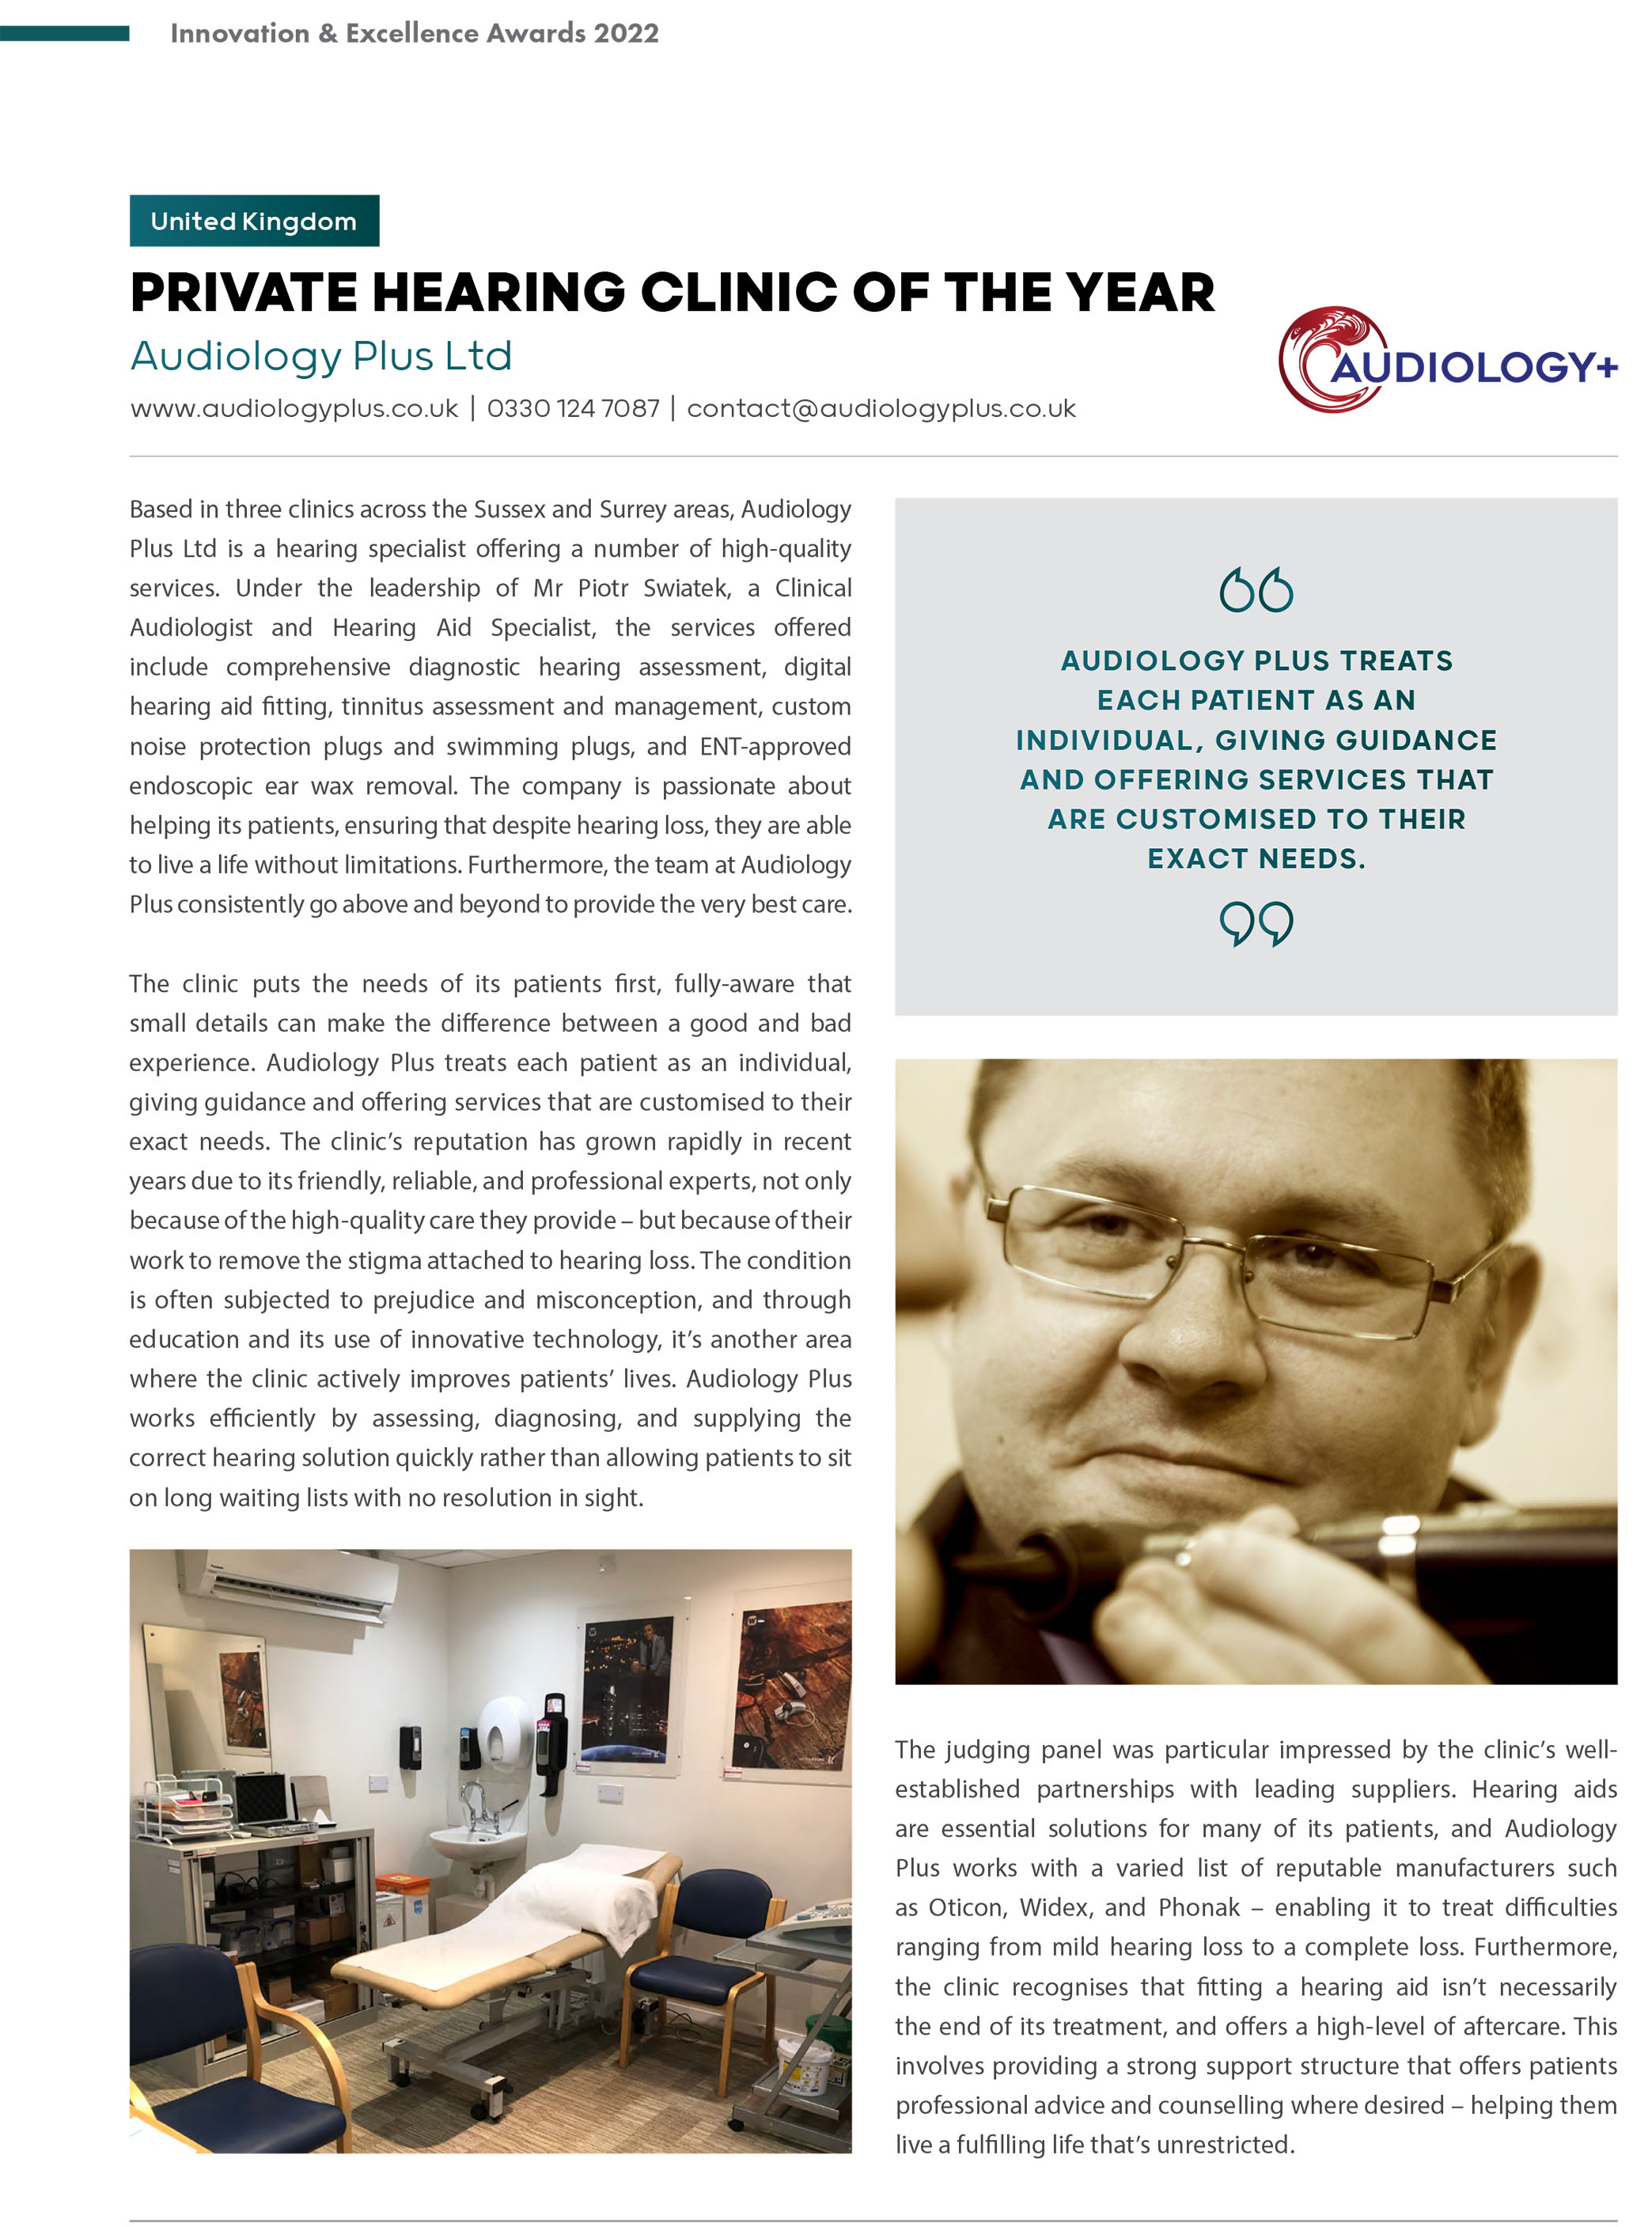 Innovation & Excellence Awards 2022
United Kingdom
PRIVATE HEARING CLINIC OF THE YEAR
Audiology Plus Ltd
www.audiologyplus.co.uk | 0330 124 7087 | contact@audiologyplus.co.uk
AUDIOLOGY+
Based in three clinics across the Sussex and Surrey areas, Audiology
Plus Ltd is a hearing specialist offering a number of high-quality
services. Under the leadership of Mr Piotr Swiatek, a Clinical
Audiologist and Hearing Aid Specialist, the services offered
include comprehensive diagnostic hearing assessment, digital
hearing aid fitting, tinnitus assessment and management, custom
noise protection plugs and swimming plugs, and ENT-approved
endoscopic ear wax removal. The company is passionate about
helping its patients, ensuring that despite hearing loss, they are able
to live a life without limitations. Furthermore, the team at Audiology
Plus consistently go above and beyond to provide the very best care.
The clinic puts the needs of its patients first, fully-aware that
small details can make the difference between a good and bad
experience. Audiology Plus treats each patient as an individual,
giving guidance and offering services that are customised to their
exact needs. The clinic’s reputation has grown rapidly in recent
years due to its friendly, reliable, and professional experts, not only
because of the high-quality care they provide – but because of their
work to remove the stigma attached to hearing loss. The condition
is often subjected to prejudice and misconception, and through
education and its use of innovative technology, it’s another area
where the clinic actively improves patients’ lives. Audiology Plus
works efficiently by assessing, diagnosing, and supplying the
correct hearing solution quickly rather than allowing patients to sit
on long waiting lists with no resolution in sight.
“
AUDIOLOGY PLUS TREATS
EACH PATIENT AS AN
INDIVIDUAL, GIVING GUIDANCE
AND OFFERING SERVICES THAT
ARE CUSTOMISED TO THEIR
EXACT NEEDS.
”
The judging panel was particular impressed by the clinic’s well-
established partnerships with leading suppliers. Hearing aids
are essential solutions for many of its patients, and Audiology
Plus works with a varied list of reputable manufacturers such
as Oticon, Widex, and Phonak – enabling it to treat difficulties
ranging from mild hearing loss to a complete loss. Furthermore,
the clinic recognises that fitting a hearing aid isn’t necessarily
the end of its treatment, and offers a high-level of aftercare. This
involves providing a strong support structure that offers patients
professional advice and counselling where desired – helping them
live a fulfilling life that’s unrestricted.